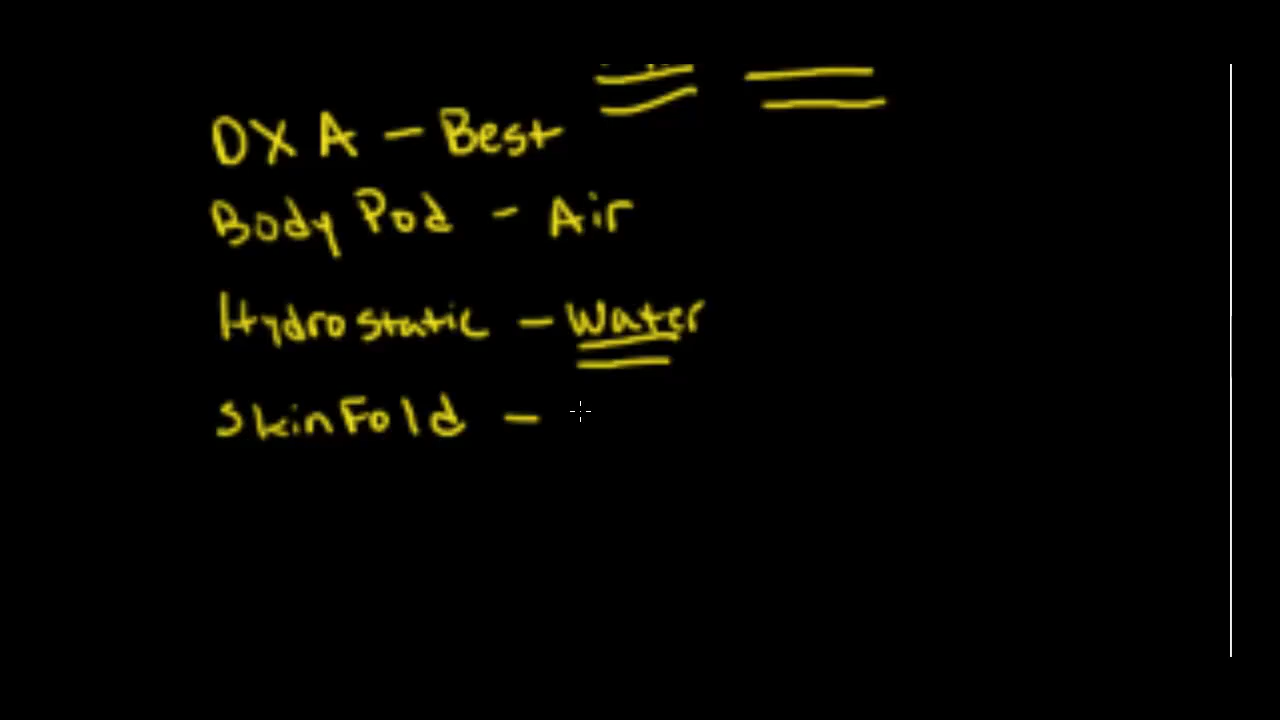 DXA - Best
Body Pod - Air
Hydrostatic - Water
SkinFold -